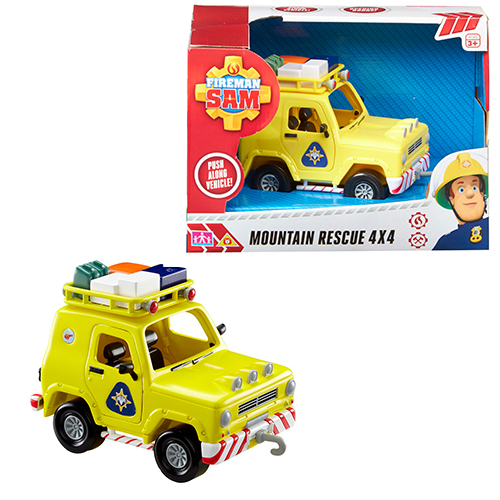 FIREMAN
SAM
3+
PUSH
ALONG
VEHICLE!
MOUNTAIN RESCUE 4X4